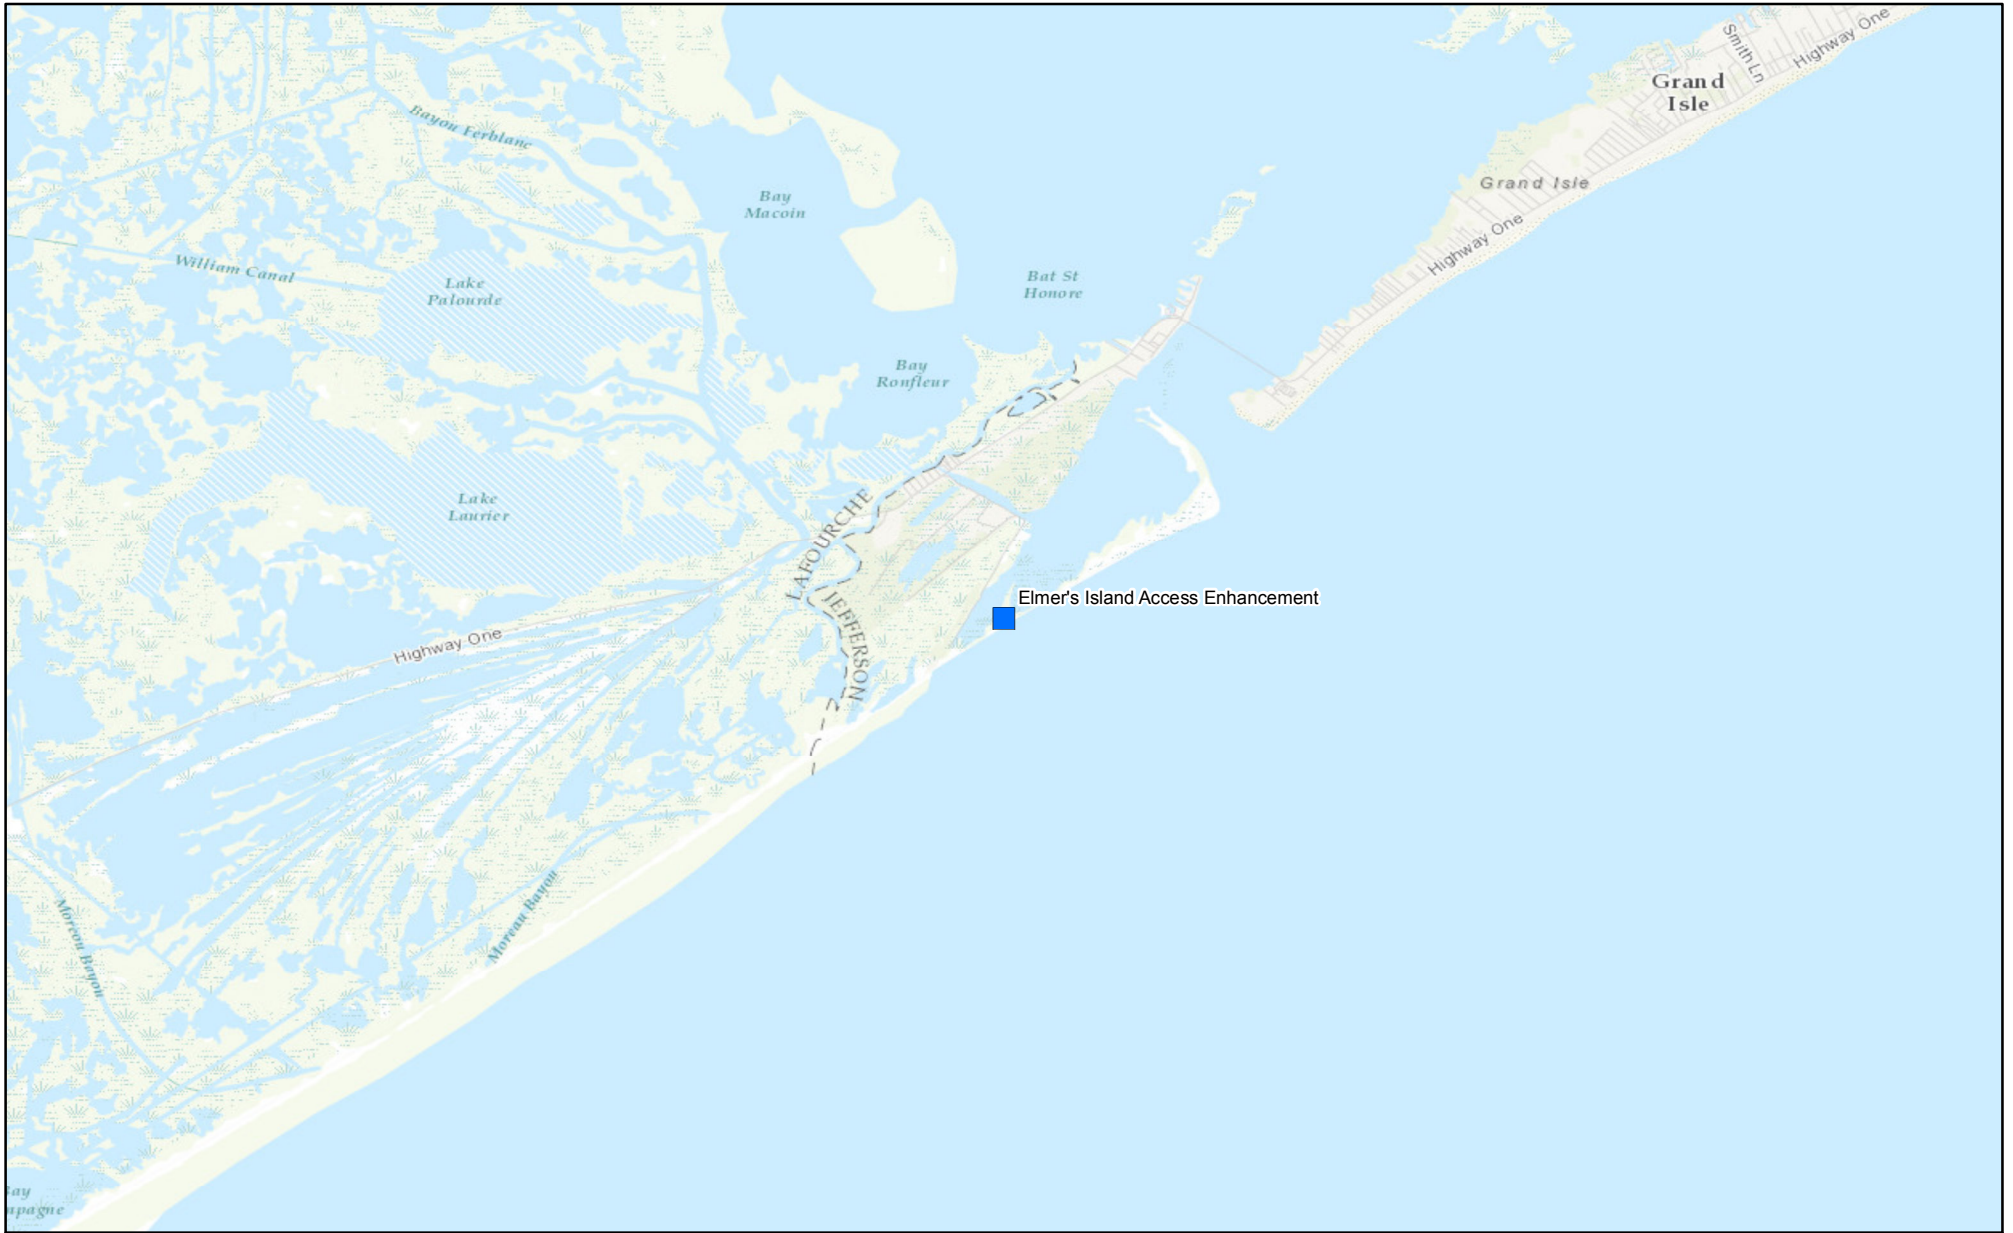 Smith Ln
Highway One
Grand
Isle
Bayou Ferblanc
Grand Isle
Bay
Macoin
Highway One
William Canal
Lake
Palourde
Bat St
Honore
Bay
Ronfleur
Lake
Laurier
LAFOURCHE
JEFFERSON
Elmer's Island Access Enhancement
Highway One
Moreau Bayou
Bayou
Bay
mpagne